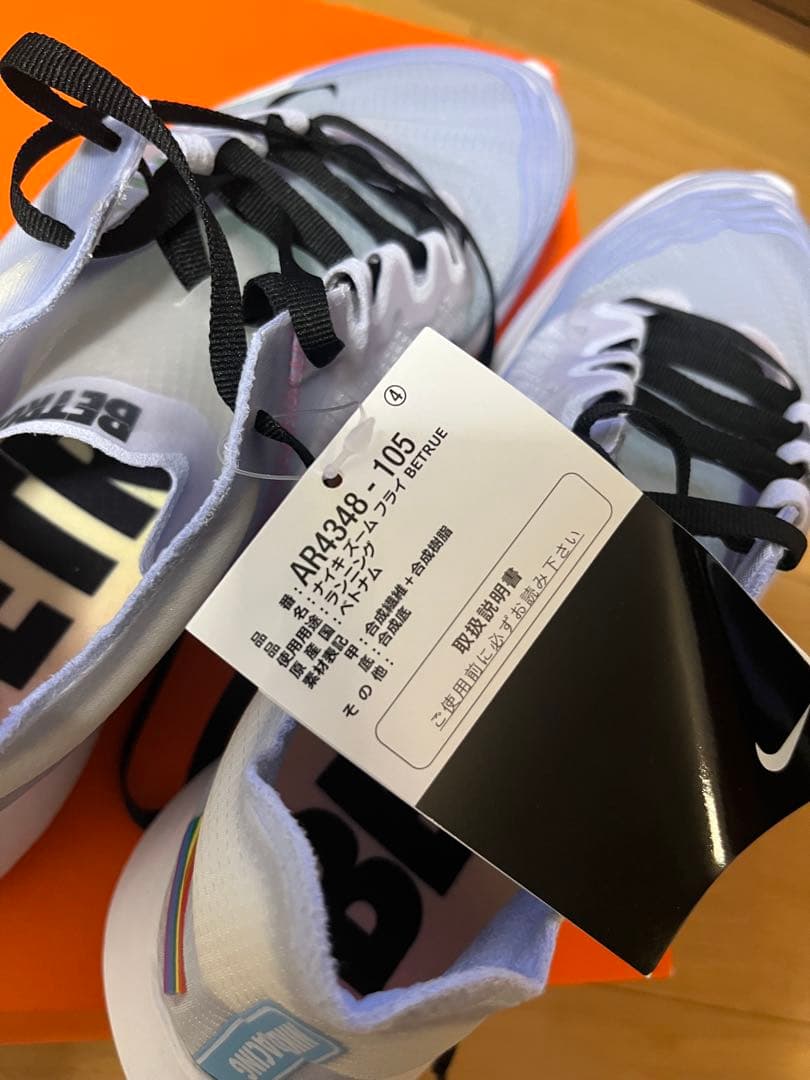 ④
品 番：AR4348 - 105
品 名：ナイキ ズーム フライ BETRUE
使用用途：ランニング
原 産 国：ベトナム
素材表記
甲：合成繊維＋合成樹脂
底：合成底
そ の 他：
取扱説明書
ご使用前に必ずお読み下さい
BETRU